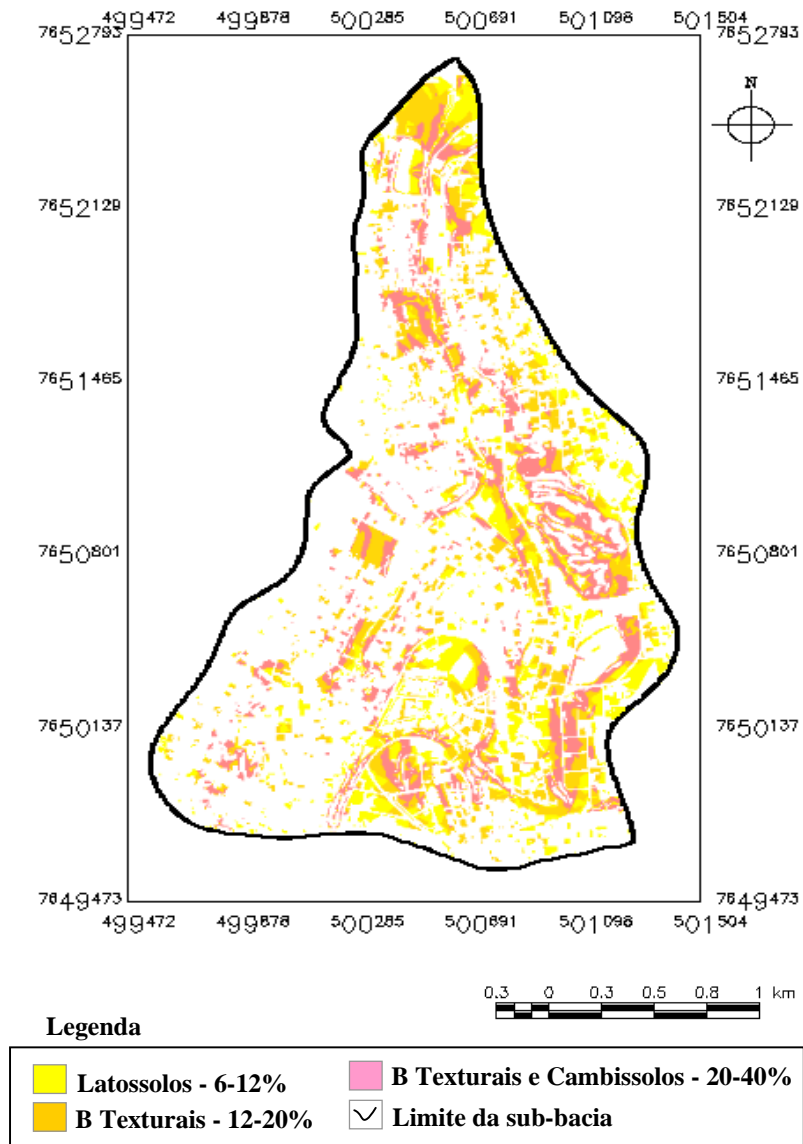 499472 499878 500285 500691 501098 501504
7652793 7652793
N
7652129 7652129
7651465 7651465
7650801 7650801
7650137 7650137
7649473 7649473
499472 499878 500285 500691 501098 501504
0.3 0 0.3 0.5 0.8 1 km
Legenda
Latossolos - 6-12%
B Texturais e Cambissolos - 20-40%
B Texturais - 12-20%
Limite da sub-bacia